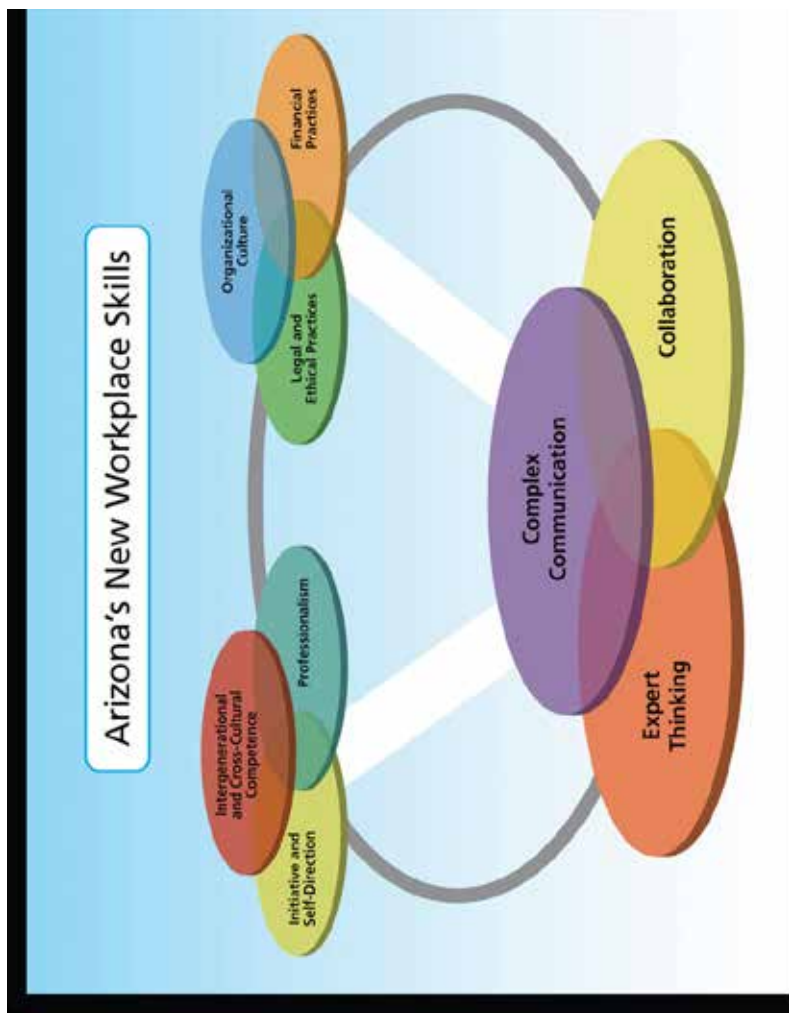 Arizona's New Workplace Skills
Intergenerational
and Cross-Cultural
Competence
Initiative and
Self-Direction
Professionalism
Organizational
Culture
Legal and
Ethical Practices
Financial
Practices
Complex
Communication
Expert
Thinking
Collaboration